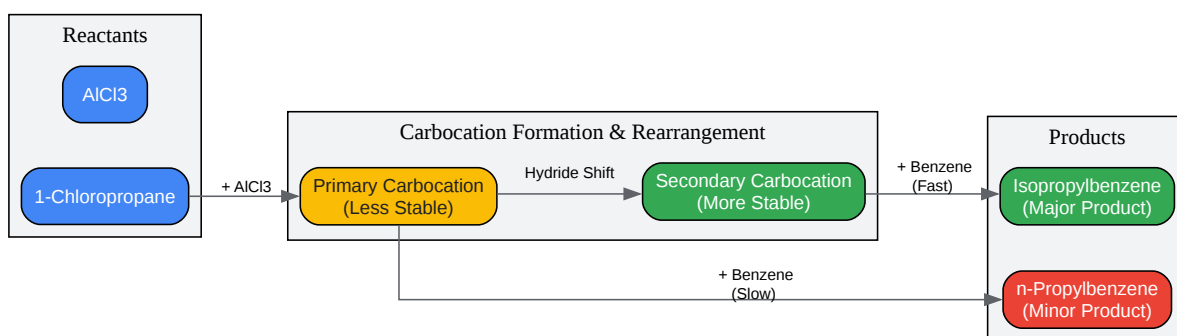 Reactants
AlCl3
1-Chloropropane
+ AlCl3
Carbocation Formation & Rearrangement
Primary Carbocation
(Less Stable)
Hydride Shift
Secondary Carbocation
(More Stable)
+ Benzene
(Fast)
+ Benzene
(Slow)
Products
Isopropylbenzene
(Major Product)
n-Propylbenzene
(Minor Product)